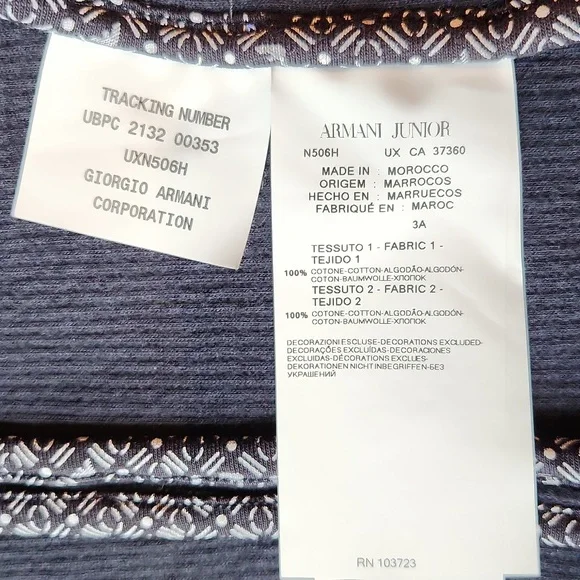 TRACKING NUMBER
UBPC 2132 00353
UXN506H
GIORGIO ARMANI
CORPORATION
ARMANI JUNIOR
N506H UX CA 37360
MADE IN : MOROCCO
ORIGEM : MARROCOS
HECHO EN : MARRUECOS
FABRIQUÉ EN : MAROC
3A
TESSUTO 1 - FABRIC 1 -
TEJIDO 1
100% COTONE-COTTON-ALGODÃO-ALGODÓN-
COTON-BAUMWOLLE-ХЛОПОК
TESSUTO 2 - FABRIC 2 -
TEJIDO 2
100% COTONE-COTTON-ALGODÃO-ALGODÓN-
COTON-BAUMWOLLE-ХЛОПОК
DECORAZIONI ESCLUSE-DECORATIONS EXCLUDED-
DECORAÇÕES EXCLUÍDAS-DECORACIONES
EXCLUIDAS-DÉCORATIONS EXCLUES-
DEKORATIONEN NICHT INBEGRIFFEN-БЕЗ
УКРАШЕНИЙ
RN 103723